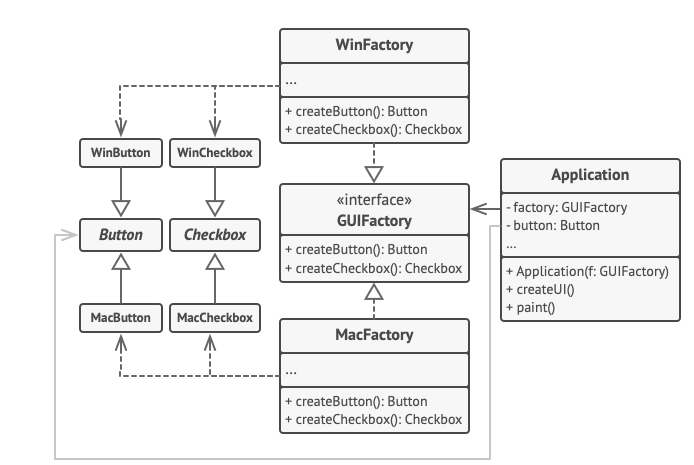 WinFactory
...
+ createButton(): Button
+ createCheckbox(): Checkbox
WinButton
WinCheckbox
Button
Checkbox
MacButton
MacCheckbox
«interface»
GUIFactory
+ createButton(): Button
+ createCheckbox(): Checkbox
Application
- factory: GUIFactory
- button: Button
...
+ Application(f: GUIFactory)
+ createUI()
+ paint()
MacFactory
...
+ createButton(): Button
+ createCheckbox(): Checkbox